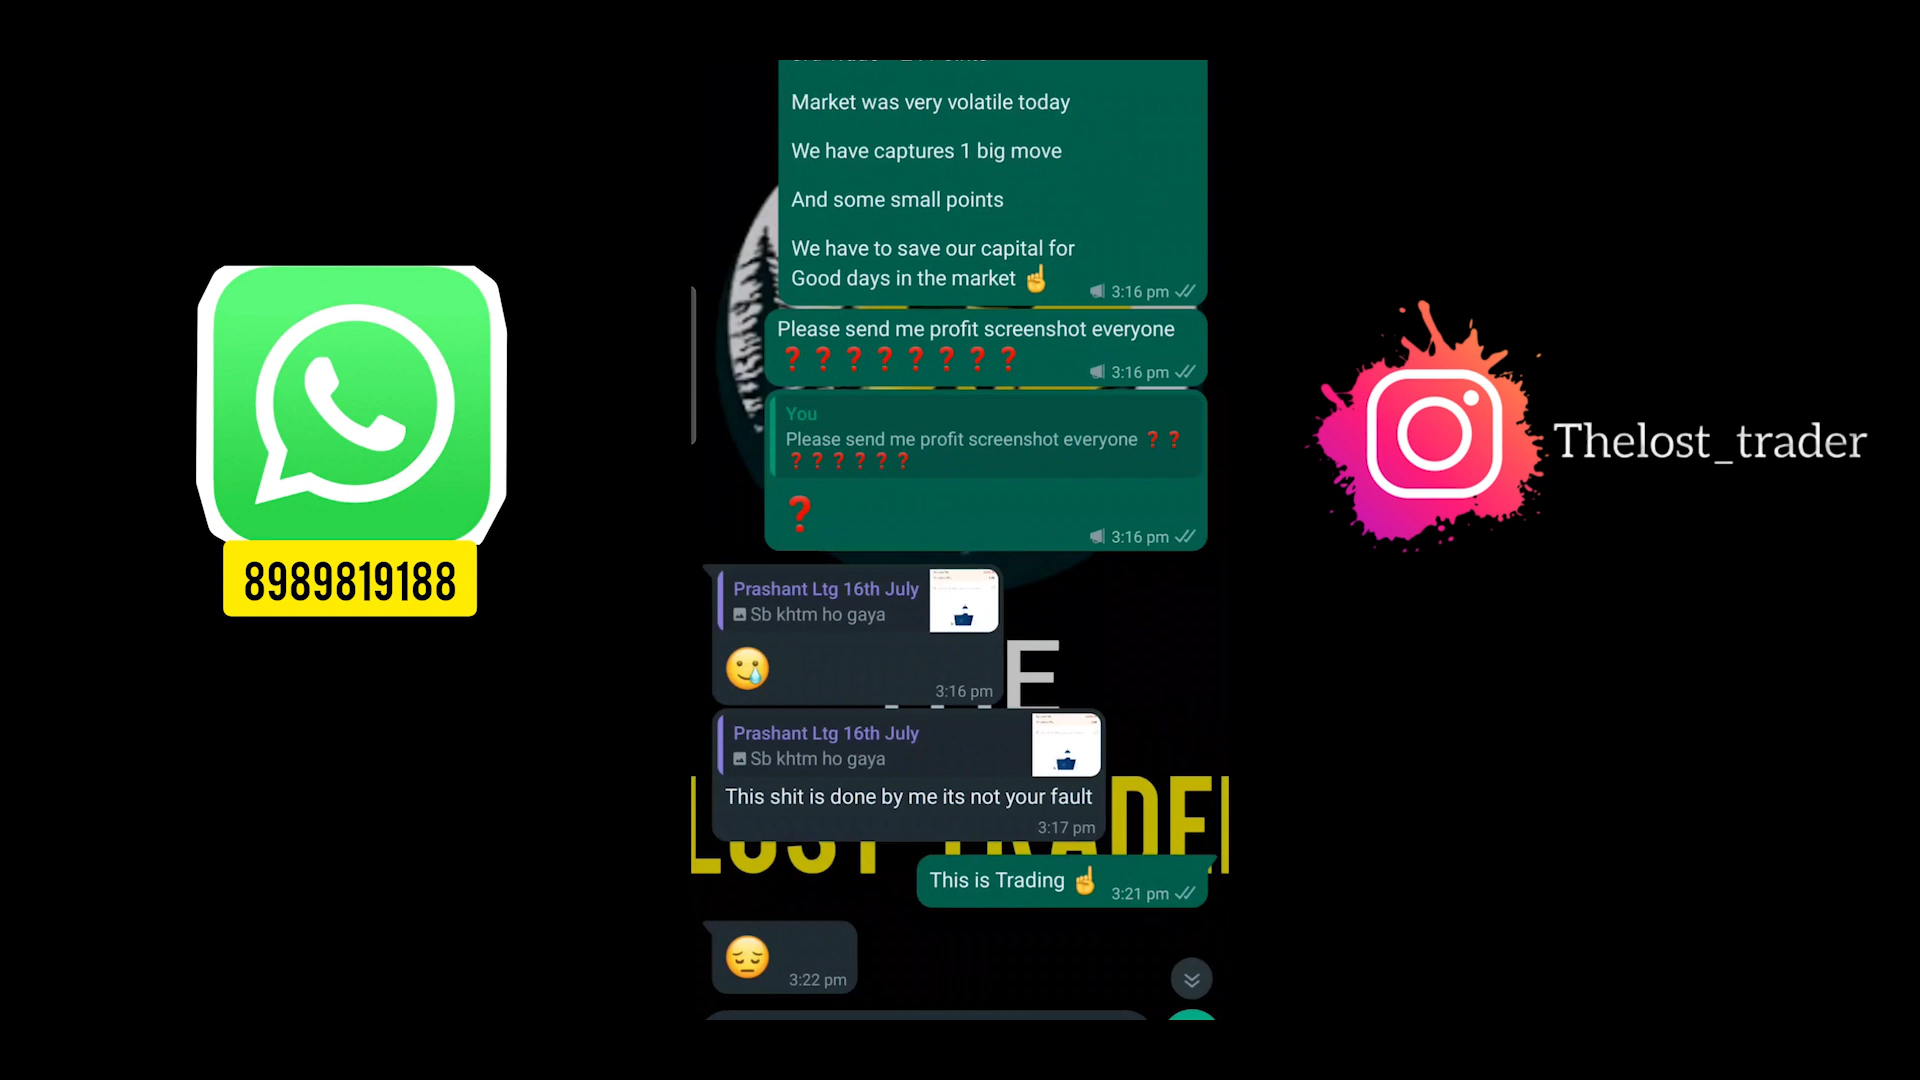 Market was very volatile today
We have captures 1 big move
And some small points
We have to save our capital for
Good days in the market ☝
3:16 pm
Please send me profit screenshot everyone
❓❓❓❓❓❓❓❓
3:16 pm
You
Please send me profit screenshot everyone ❓❓
❓❓❓❓❓❓
❓
3:16 pm
Prashant Ltg 16th July
Sb khtm ho gaya
🥲
3:16 pm
Prashant Ltg 16th July
Sb khtm ho gaya
This shit is done by me its not your fault
3:17 pm
This is Trading ☝
3:21 pm
😔
3:22 pm
8989819188
Thelost_trader